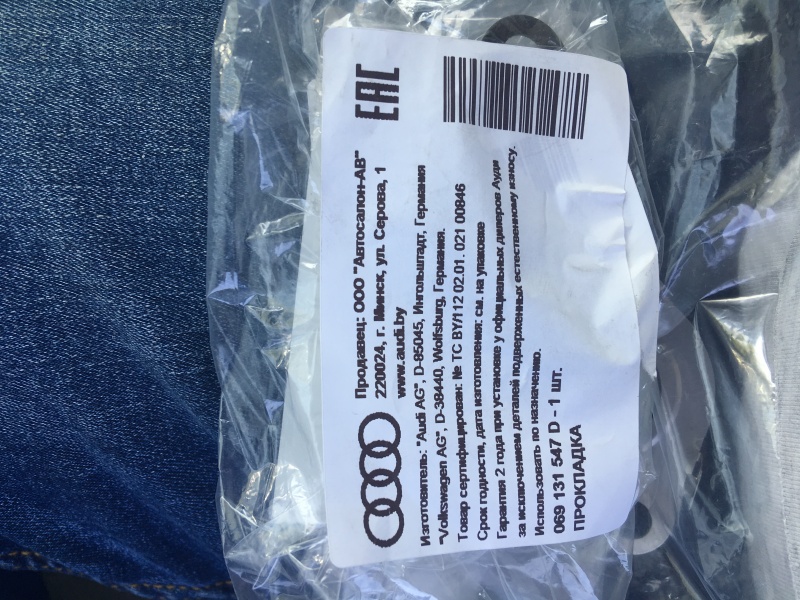 EAC
Продавец: ООО "Автосалон-АВ"
220024, г. Минск, ул. Серова, 1
www.audi.by
Изготовитель: "Audi AG", D-85045, Ингольштадт, Германия
"Volkswagen AG", D-38440, Wolfsburg, Германия.
Товар сертифицирован: № ТС BY/112 02.01. 021 00846
Срок годности, дата изготовления: см. на упаковке
Гарантия 2 года при установке у официальных дилеров Ауди
за исключением деталей подверженных естественному износу.
Использовать по назначению.
069 131 547 D - 1 шт.
ПРОКЛАДКА